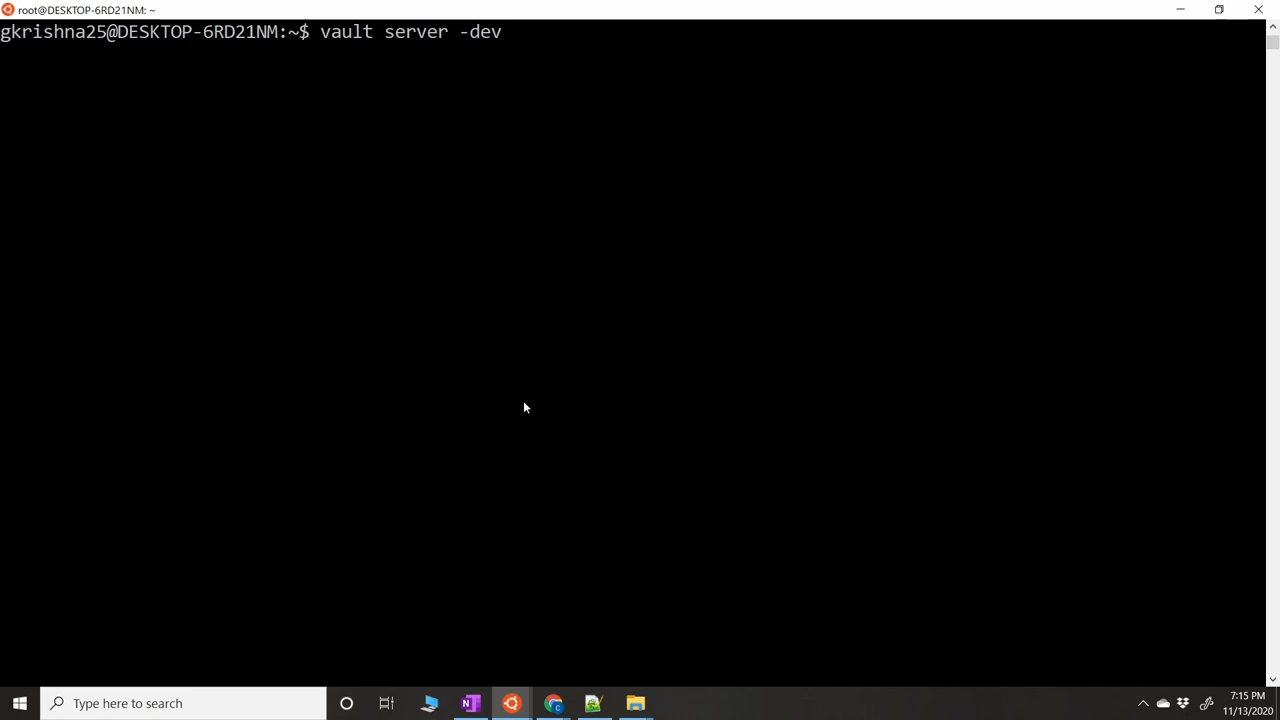 root@DESKTOP-6RD21NM: ~
gkrishna25@DESKTOP-6RD21NM:~$ vault server -dev
Type here to search
7:15 PM
11/13/2020